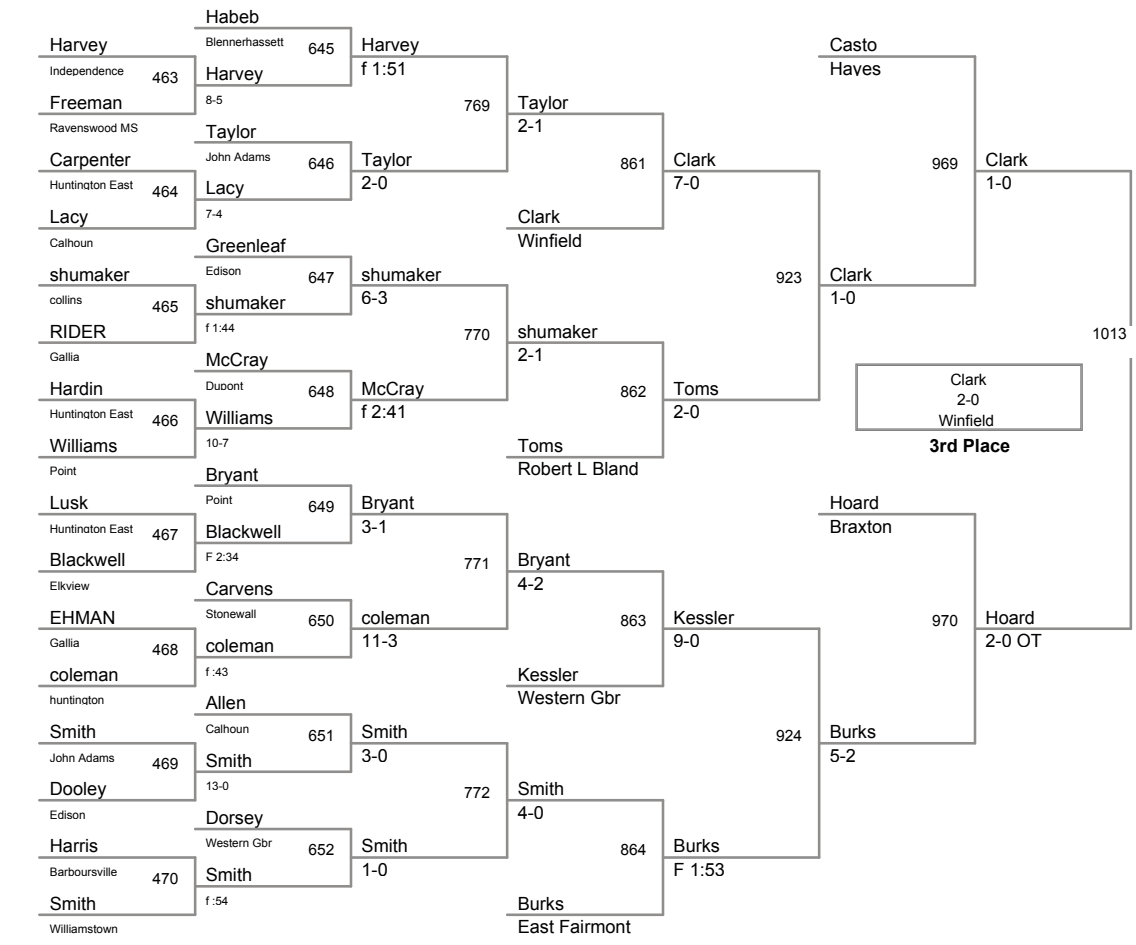 Habeb
Harvey
Blennerhassett
645
Harvey
Casto
Independence
463
Harvey
f 1:51
Hayes
Freeman
8-5
769
Taylor
Ravenswood MS
Taylor
2-1
Carpenter
John Adams
646
Taylor
861
Clark
969
Clark
Huntington East
464
Lacy
2-0
7-0
1-0
Lacy
7-4
Clark
Calhoun
Greenleaf
Winfield
shumaker
Edison
647
shumaker
923
Clark
collins
465
shumaker
6-3
1-0
RIDER
f 1:44
770
shumaker
1013
Gallia
McCray
2-1
Hardin
Dupont
648
McCray
862
Toms
Clark
2-0
Winfield
3rd Place
Huntington East
466
Williams
f 2:41
2-0
Williams
10-7
Toms
Point
Bryant
Robert L Bland
Lusk
Point
649
Bryant
Hoard
Huntington East
467
Blackwell
3-1
Braxton
Blackwell
F 2:34
771
Bryant
Elkview
Carvens
4-2
EHMAN
Stonewall
650
coleman
863
Kessler
970
Hoard
Gallia
468
coleman
11-3
9-0
2-0 OT
coleman
f :43
Kessler
huntington
Allen
Western Gbr
Smith
Calhoun
651
Smith
924
Burks
John Adams
469
Smith
3-0
5-2
Dooley
13-0
772
Smith
Edison
Dorsey
4-0
Harris
Western Gbr
652
Smith
864
Burks
Barboursville
470
Smith
1-0
F 1:53
Smith
f :54
Burks
Williamstown
East Fairmont